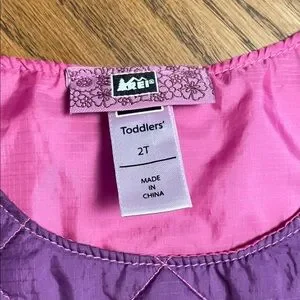 REI®
Toddlers'
2T
MADE
IN
CHINA